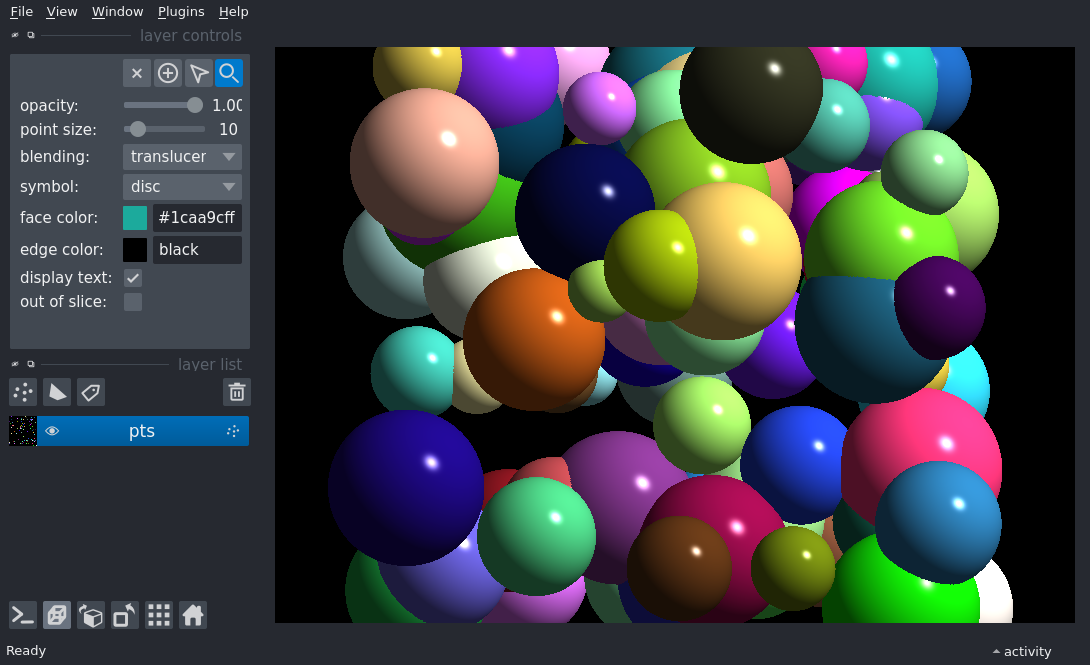 File View Window Plugins Help
layer controls
opacity: 1.00
point size: 10
blending: translucer
symbol: disc
face color: #1caa9cff
edge color: black
display text:
out of slice:
layer list
pts
Ready
activity